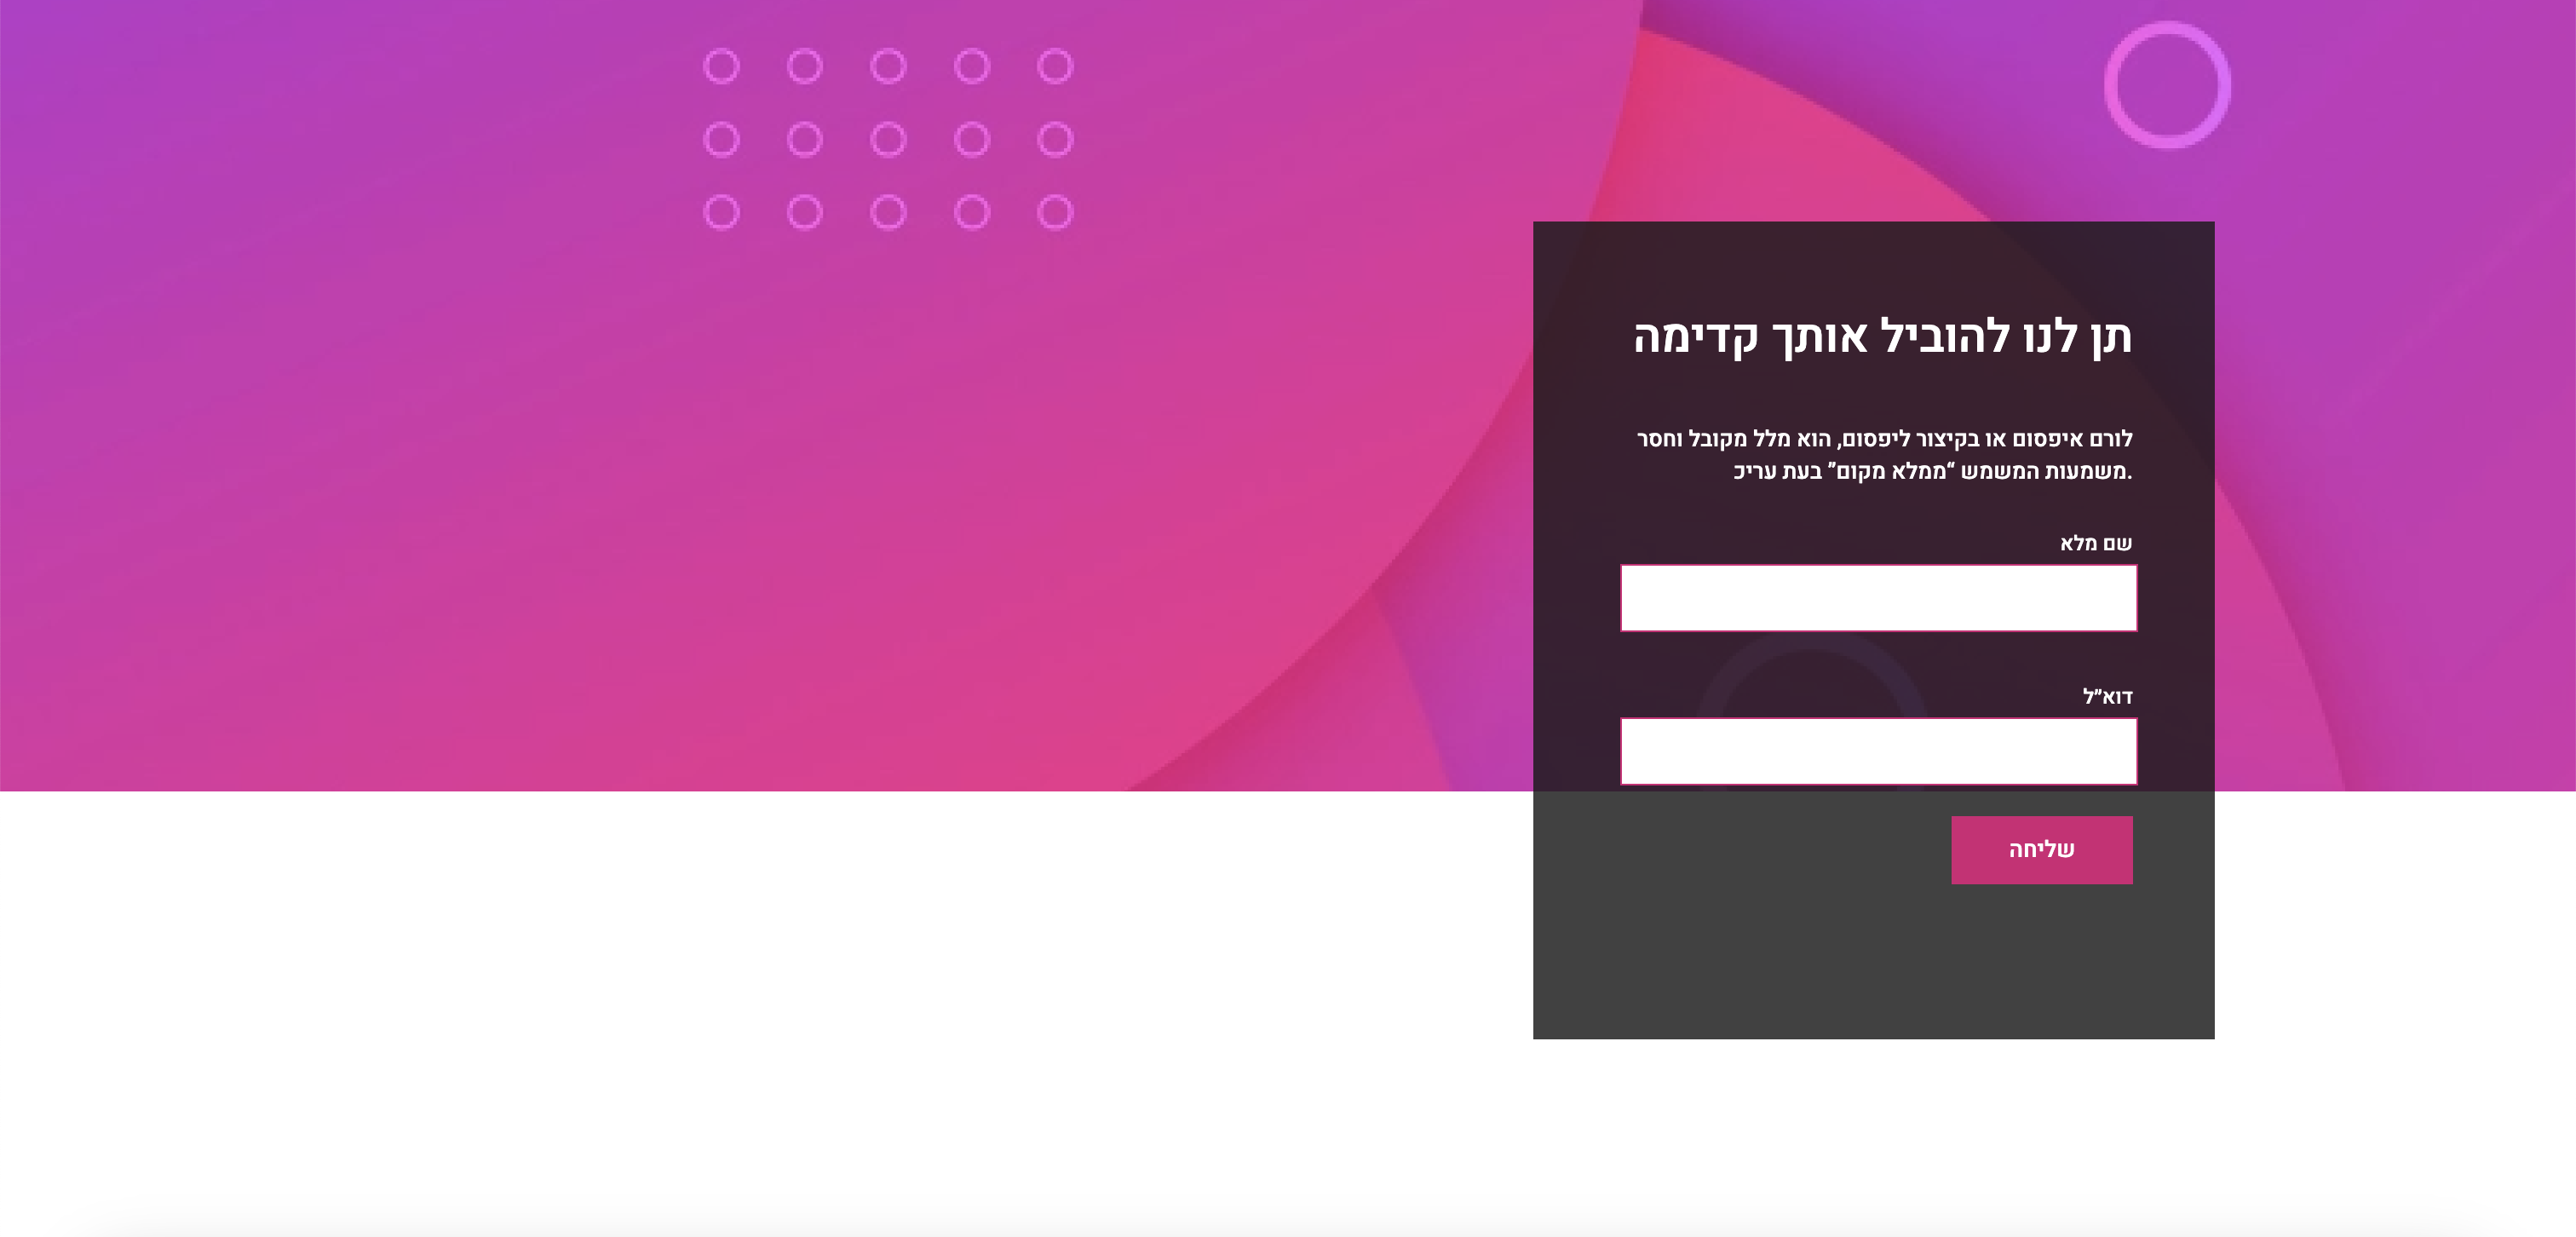 תן לנו להוביל אותך קדימה
לורם איפסום או בקיצור ליפסום, הוא מלל מקובל וחסר
.משמעות המשמש “ממלא מקום” בעת עריכ
שם מלא
דוא״ל
שליחה